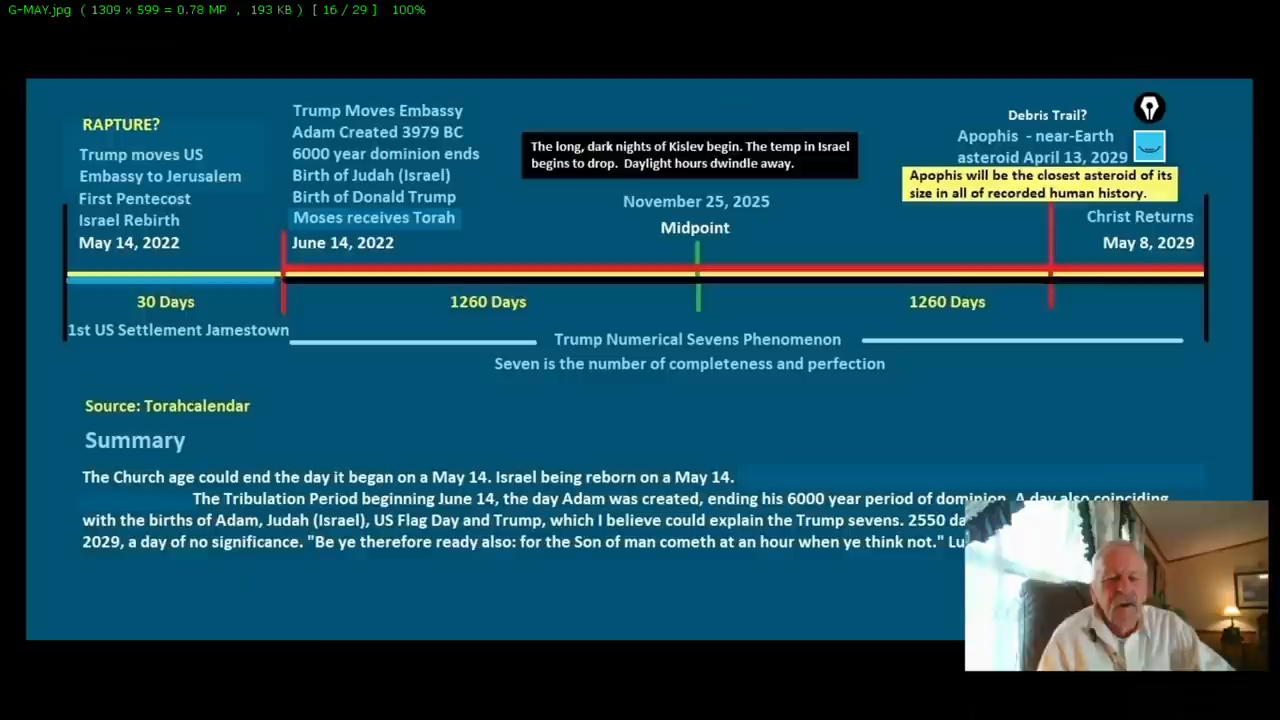 G-MAY.jpg ( 1309 x 599 = 0.78 MP , 193 KB ) [ 16 / 29 ] 100%
RAPTURE?
Trump moves US
Embassy to Jerusalem
First Pentecost
Israel Rebirth
May 14, 2022
Trump Moves Embassy
Adam Created 3979 BC
6000 year dominion ends
Birth of Judah (Israel)
Birth of Donald Trump
Moses receives Torah
June 14, 2022
The long, dark nights of Kislev begin. The temp in Israel
begins to drop. Daylight hours dwindle away.
November 25, 2025
Midpoint
Debris Trail?
Apophis - near-Earth
asteroid April 13, 2029
Apophis will be the closest asteroid of its
size in all of recorded human history.
Christ Returns
May 8, 2029
30 Days
1260 Days
1260 Days
1st US Settlement Jamestown
Trump Numerical Sevens Phenomenon
Seven is the number of completeness and perfection
Source: Torahcalendar
Summary
The Church age could end the day it began on a May 14. Israel being reborn on a May 14.
The Tribulation Period beginning June 14, the day Adam was created, ending his 6000 year period of dominion. A day also coinciding
with the births of Adam, Judah (Israel), US Flag Day and Trump, which I believe could explain the Trump sevens. 2550
2029, a day of no significance. "Be ye therefore ready also: for the Son of man cometh at an hour when ye think not."